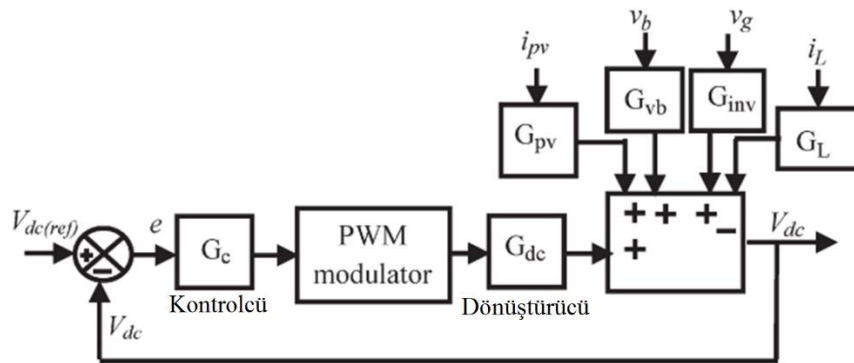 i_pv
v_b
v_g
i_L
G_pv
G_vb
G_inv
G_L
V_dc(ref)
+
−
e
G_c
PWM
modulator
G_dc
+ + + −
+
V_dc
Kontrolcü
Dönüştürücü
V_dc